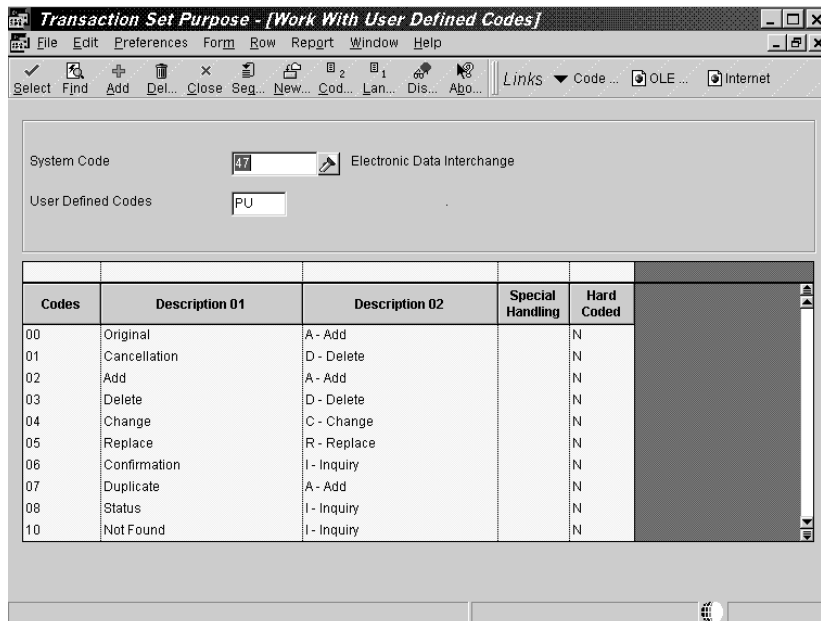 Transaction Set Purpose - [Work With User Defined Codes]
File Edit Preferences Form Row Report Window Help
Select Find Add Del... Close Seq... New... Cod... Lan... Dis... Abo... Links Code ... OLE ... Internet
System Code 47 Electronic Data Interchange
User Defined Codes PU .
Codes Description 01 Description 02 Special Handling Hard Coded
00 Original A - Add N
01 Cancellation D - Delete N
02 Add A - Add N
03 Delete D - Delete N
04 Change C - Change N
05 Replace R - Replace N
06 Confirmation I - Inquiry N
07 Duplicate A - Add N
08 Status I - Inquiry N
10 Not Found I - Inquiry N